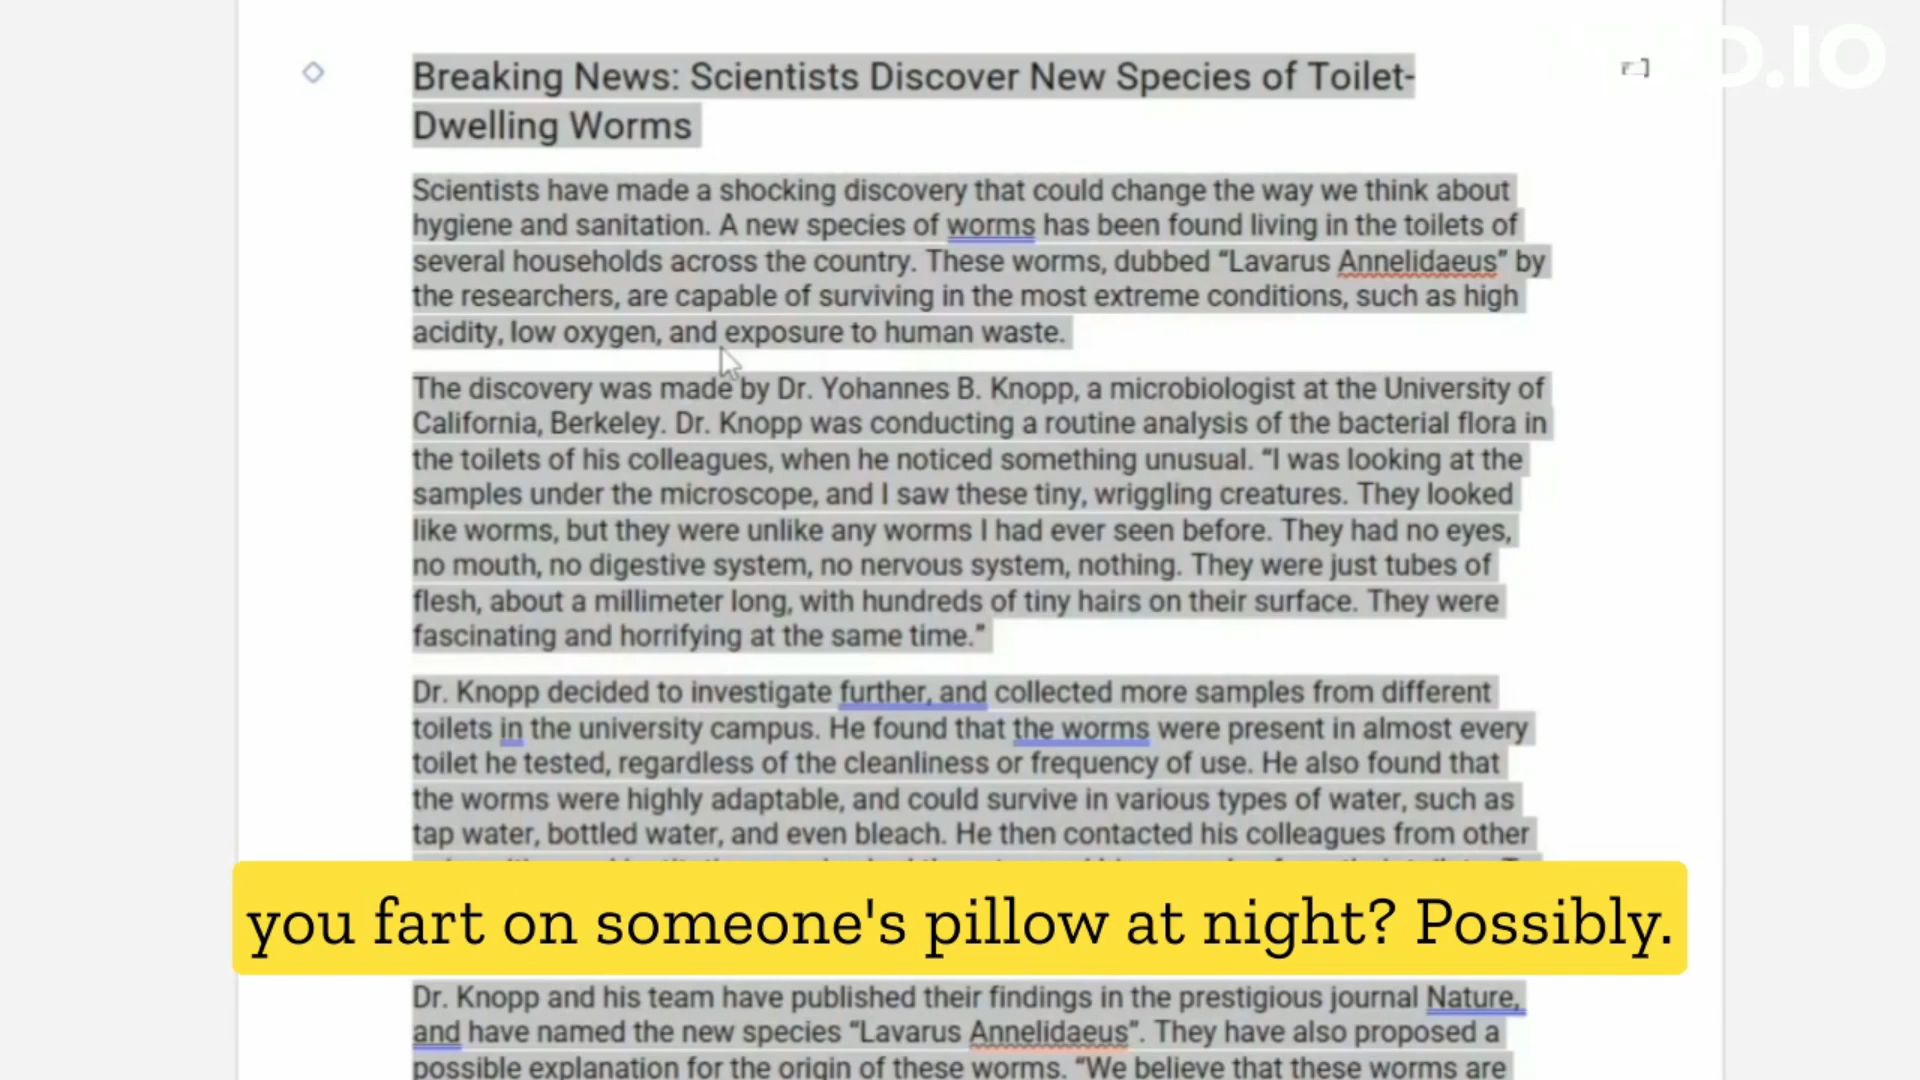 Breaking News: Scientists Discover New Species of Toilet-
Dwelling Worms
Scientists have made a shocking discovery that could change the way we think about
hygiene and sanitation. A new species of worms has been found living in the toilets of
several households across the country. These worms, dubbed “Lavarus Annelidaeus” by
the researchers, are capable of surviving in the most extreme conditions, such as high
acidity, low oxygen, and exposure to human waste.
The discovery was made by Dr. Yohannes B. Knopp, a microbiologist at the University of
California, Berkeley. Dr. Knopp was conducting a routine analysis of the bacterial flora in
the toilets of his colleagues, when he noticed something unusual. “I was looking at the
samples under the microscope, and I saw these tiny, wriggling creatures. They looked
like worms, but they were unlike any worms I had ever seen before. They had no eyes,
no mouth, no digestive system, no nervous system, nothing. They were just tubes of
flesh, about a millimeter long, with hundreds of tiny hairs on their surface. They were
fascinating and horrifying at the same time.”
Dr. Knopp decided to investigate further, and collected more samples from different
toilets in the university campus. He found that the worms were present in almost every
toilet he tested, regardless of the cleanliness or frequency of use. He also found that
the worms were highly adaptable, and could survive in various types of water, such as
tap water, bottled water, and even bleach. He then contacted his colleagues from other
you fart on someone's pillow at night? Possibly.
Dr. Knopp and his team have published their findings in the prestigious journal Nature,
and have named the new species “Lavarus Annelidaeus”. They have also proposed a
possible explanation for the origin of these worms. “We believe that these worms are